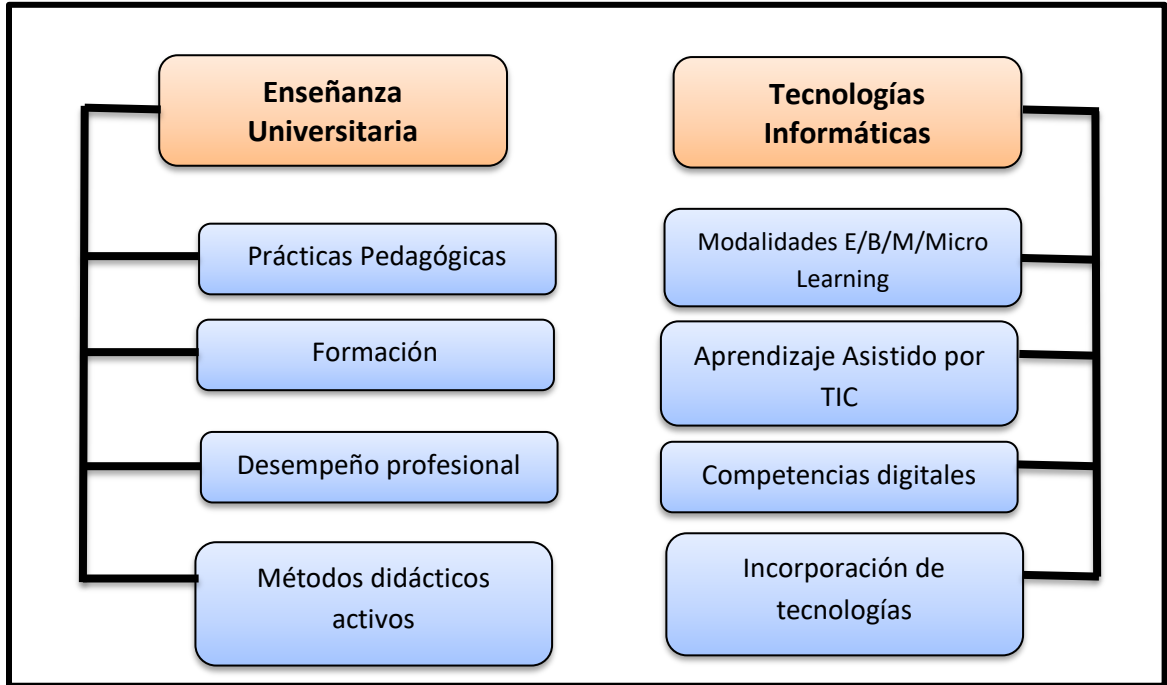 Enseñanza
Universitaria
Prácticas Pedagógicas
Formación
Desempeño profesional
Métodos didácticos
activos
Tecnologías
Informáticas
Modalidades E/B/M/Micro
Learning
Aprendizaje Asistido por
TIC
Competencias digitales
Incorporación de
tecnologías